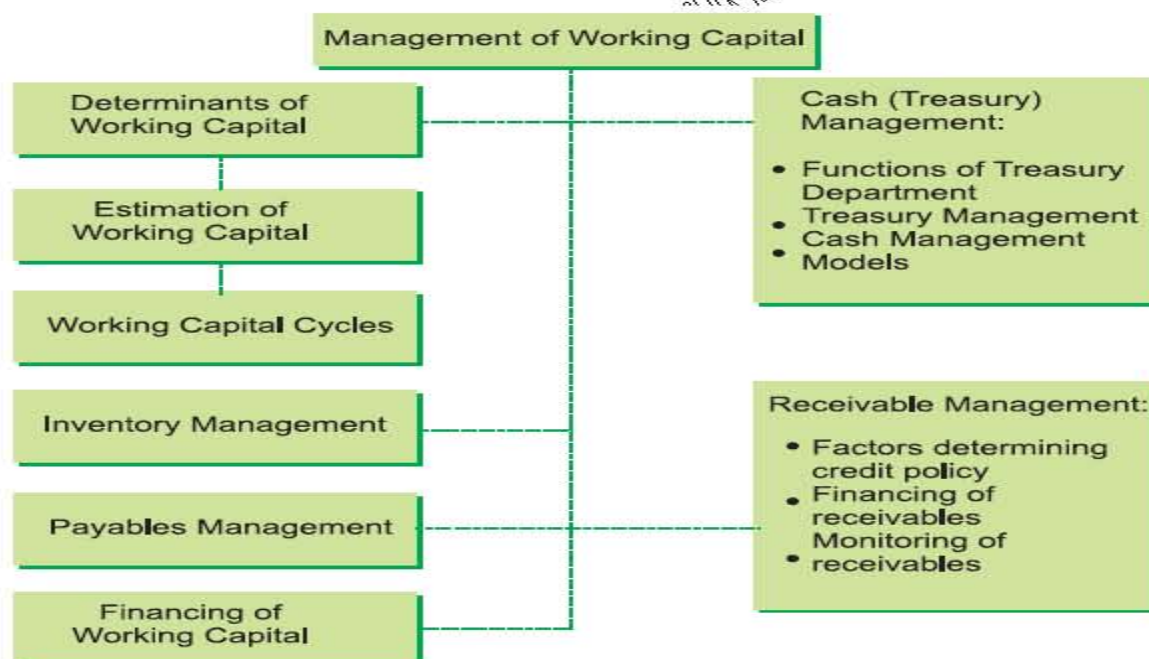 Management of Working Capital
Determinants of
Working Capital
Estimation of
Working Capital
Working Capital Cycles
Inventory Management
Payables Management
Financing of
Working Capital
Cash (Treasury)
Management:
• Functions of Treasury
Department
• Treasury Management
• Cash Management
Models
Receivable Management:
• Factors determining
credit policy
• Financing of
receivables
• Monitoring of
receivables